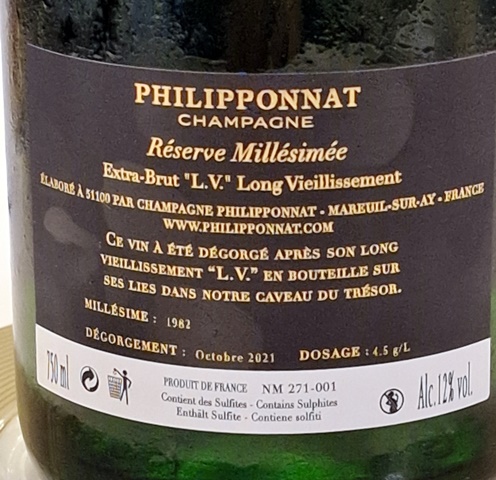 PHILIPPONNAT
CHAMPAGNE
Réserve Millésimée
Extra-Brut "L.V." Long Vieillissement
ÉLABORÉ À 51100 PAR CHAMPAGNE PHILIPPONNAT - MAREUIL-SUR-AY - FRANCE
WWW.PHILIPPONNAT.COM
CE VIN À ÉTÉ DÉGORGÉ APRÈS SON LONG
VIEILLISSEMENT "L.V." EN BOUTEILLE SUR
SES LIES DANS NOTRE CAVEAU DU TRÉSOR.
MILLÉSIME : 1982
DÉGORGEMENT : Octobre 2021 DOSAGE : 4.5 g/L
750 ml
PRODUIT DE FRANCE NM 271-001
Contient des Sulfites - Contains Sulphites
Enthält Sulfite - Contiene solfiti
Alc.12% vol.